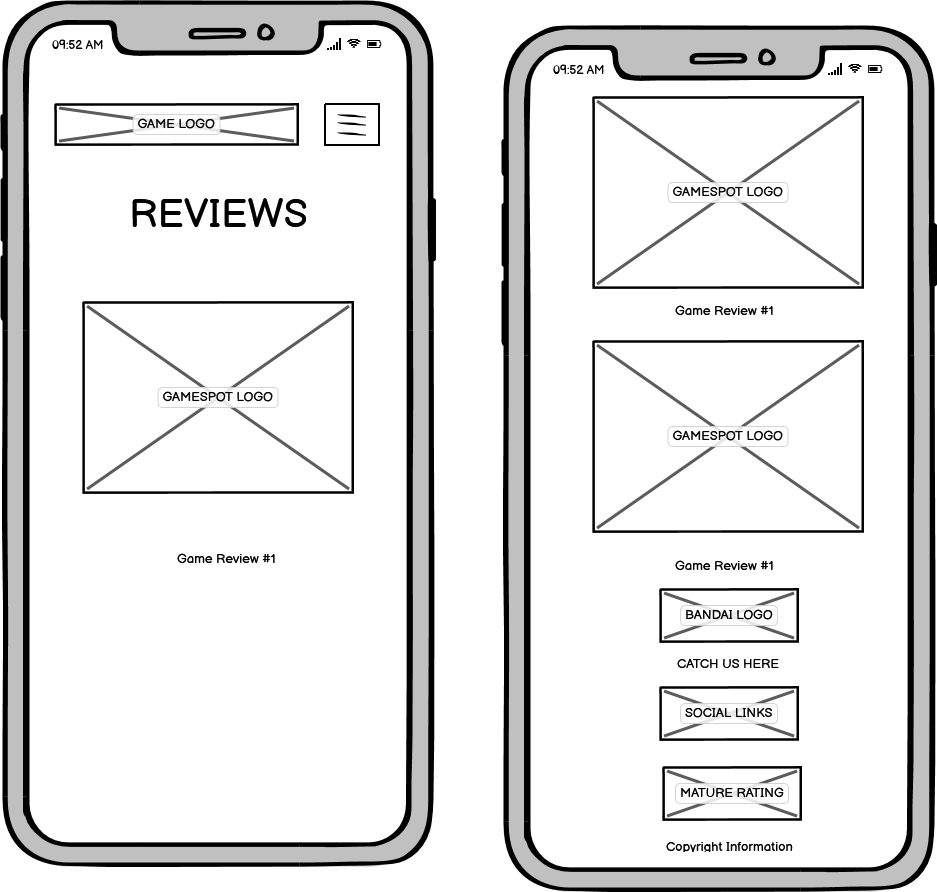 09:52 AM
GAME LOGO
REVIEWS
GAMESPOT LOGO
Game Review #1
09:52 AM
GAMESPOT LOGO
Game Review #1
GAMESPOT LOGO
Game Review #1
BANDAI LOGO
CATCH US HERE
SOCIAL LINKS
MATURE RATING
Copyright Information